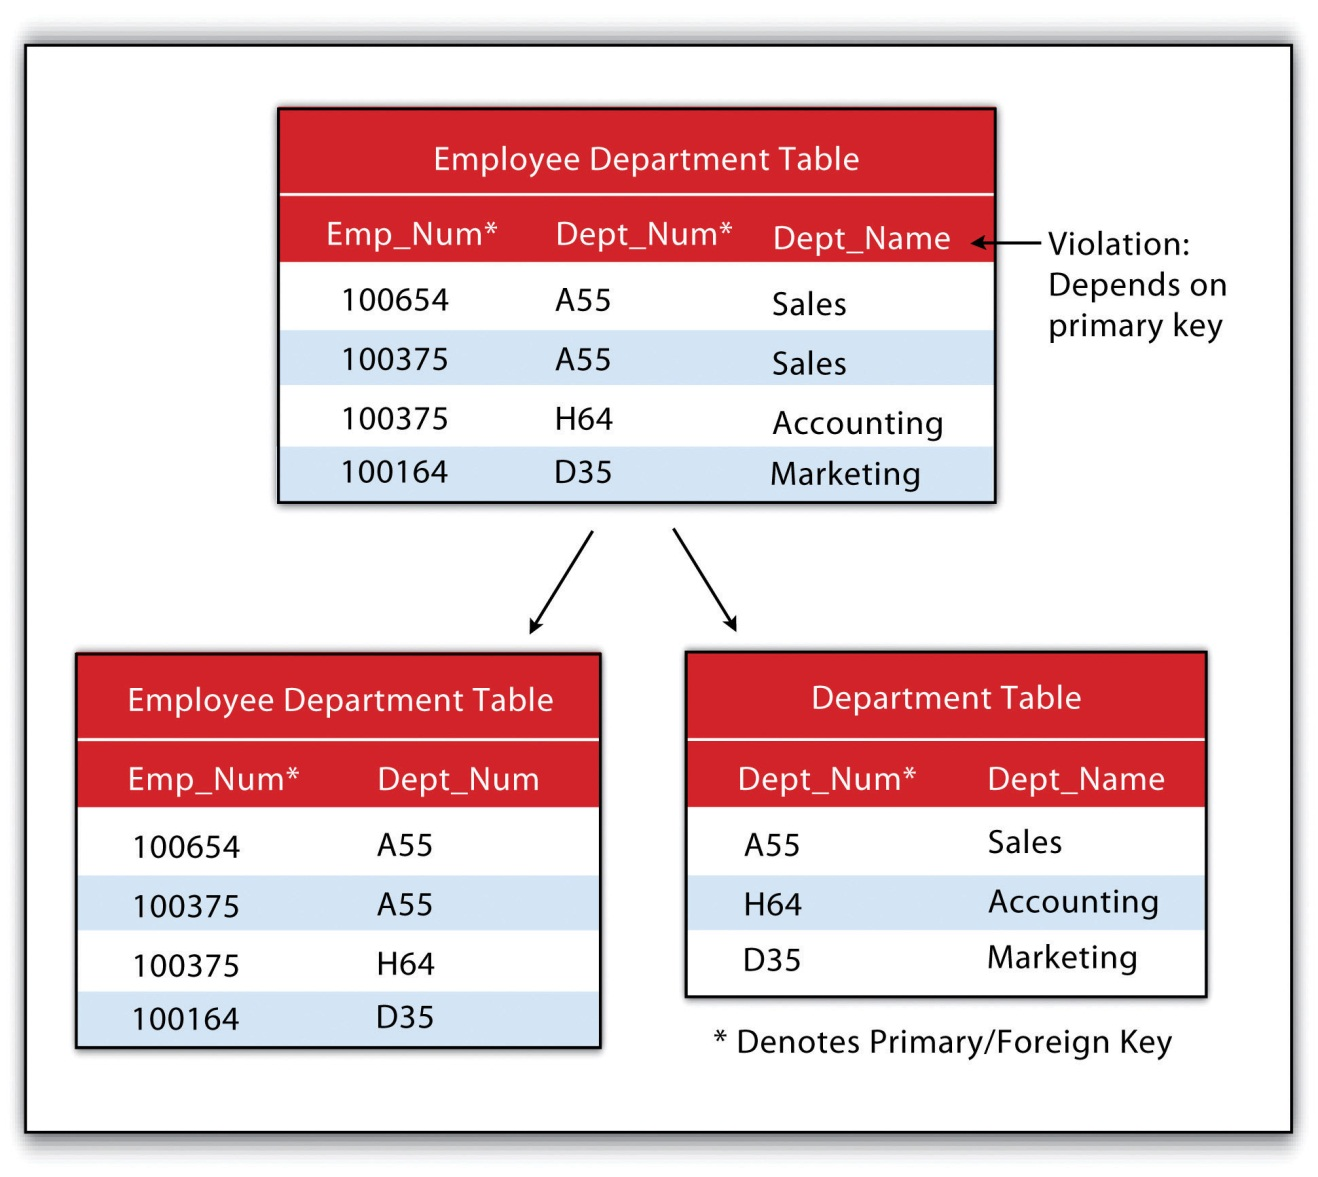 Employee Department Table
Emp_Num* Dept_Num* Dept_Name
100654 A55 Sales
100375 A55 Sales
100375 H64 Accounting
100164 D35 Marketing
Violation:
Depends on
primary key
Employee Department Table
Emp_Num* Dept_Num
100654 A55
100375 A55
100375 H64
100164 D35
Department Table
Dept_Num* Dept_Name
A55 Sales
H64 Accounting
D35 Marketing
* Denotes Primary/Foreign Key